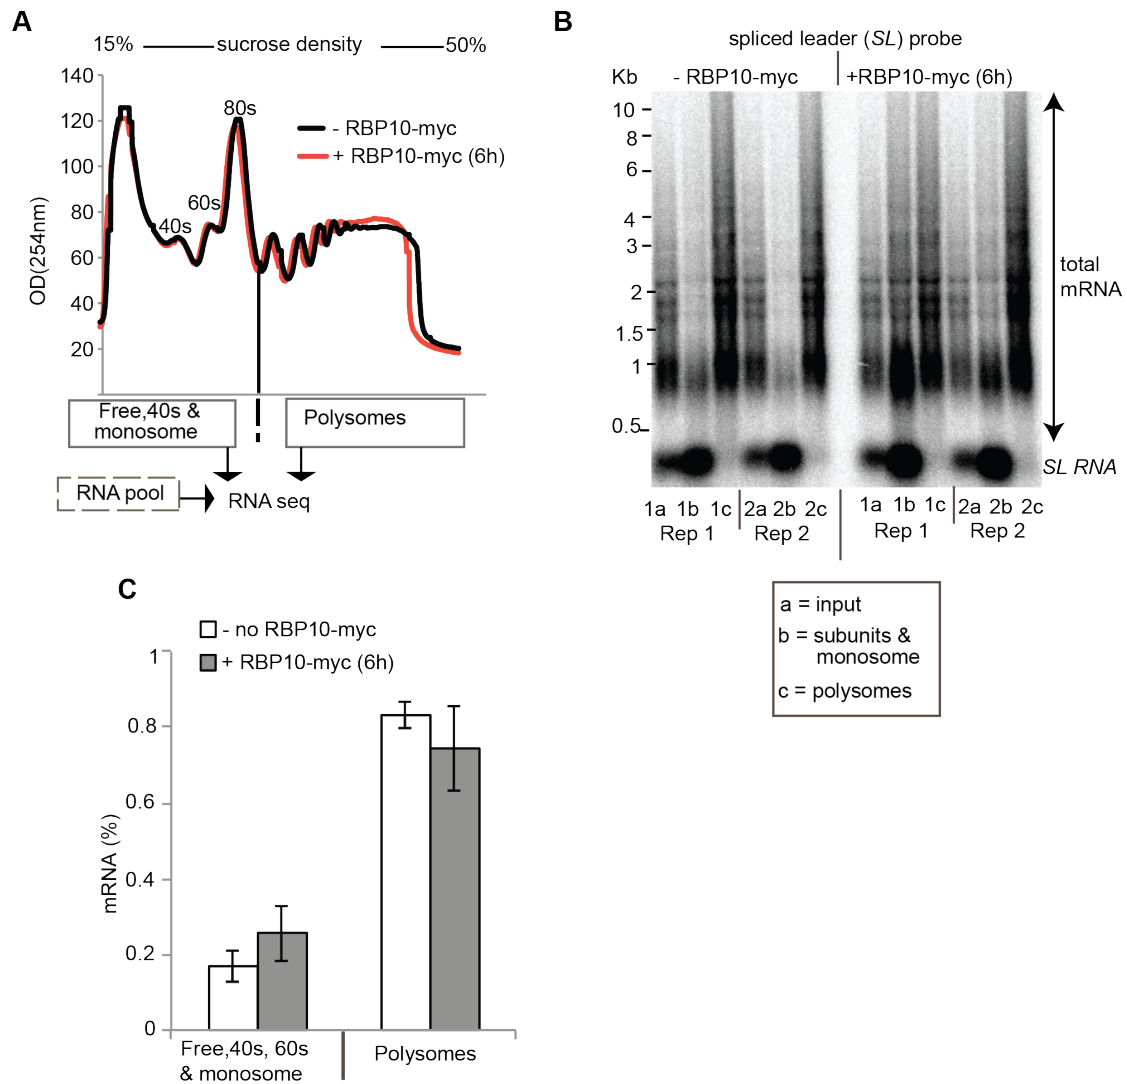 A
15% sucrose density 50%
140
120
100
80
60
40
20
OD(254nm)
80s
60s
40s
- RBP10-myc
+ RBP10-myc (6h)
Free,40s &
monosome
Polysomes
RNA pool
RNA seq
B
spliced leader (SL) probe
Kb - RBP10-myc +RBP10-myc (6h)
10
8
6
4
3
2
1.5
1
0.5
total
mRNA
SL RNA
1a 1b 1c 2a 2b 2c 1a 1b 1c 2a 2b 2c
Rep 1 Rep 2 Rep 1 Rep 2
a = input
b = subunits &
monosome
c = polysomes
C
- no RBP10-myc
+ RBP10-myc (6h)
1
0.8
0.6
0.4
0.2
0
mRNA (%)
Free,40s, 60s
& monosome
Polysomes